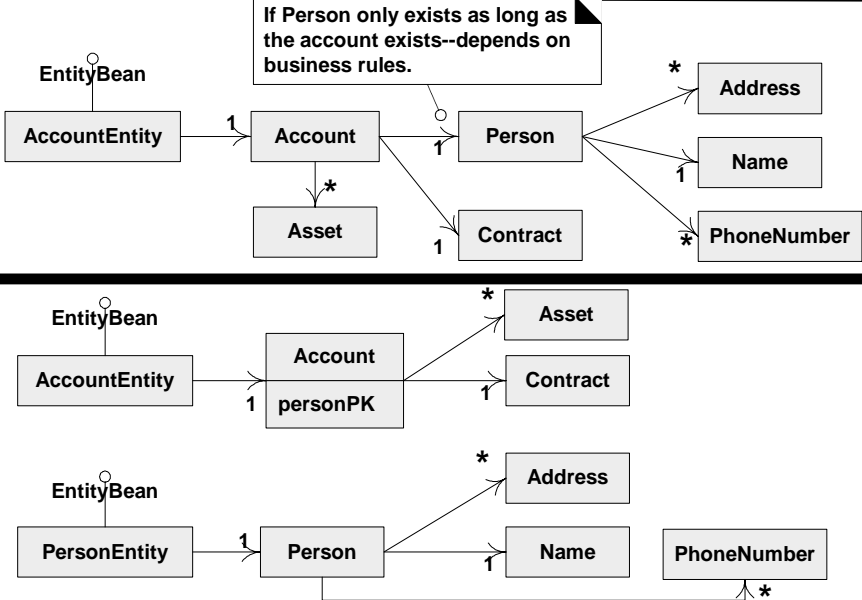 If Person only exists as long as
the account exists--depends on
business rules.
EntityBean
AccountEntity
1
Account
1
Person
*
Address
1
Name
*
PhoneNumber
*
Asset
1
Contract
EntityBean
AccountEntity
1
Account
personPK
*
Asset
1
Contract
EntityBean
PersonEntity
1
Person
*
Address
1
Name
PhoneNumber
*